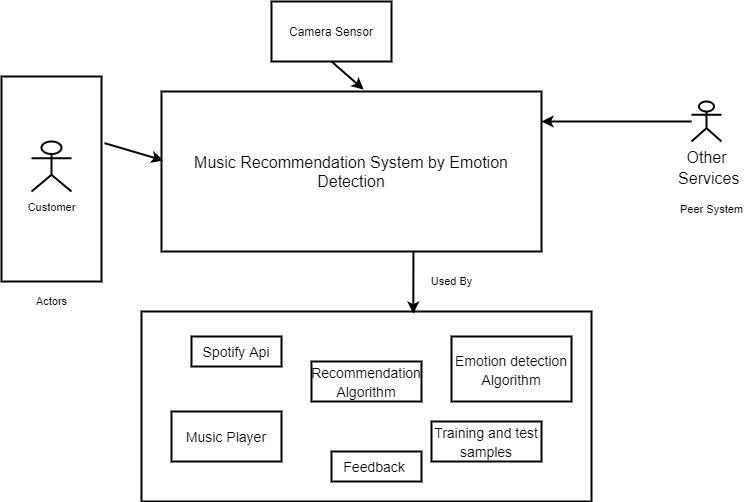 Camera Sensor
Music Recommendation System by Emotion
Detection
Customer
Actors
Other
Services
Peer System
Used By
Spotify Api
Recommendation
Algorithm
Emotion detection
Algorithm
Music Player
Training and test
samples
Feedback